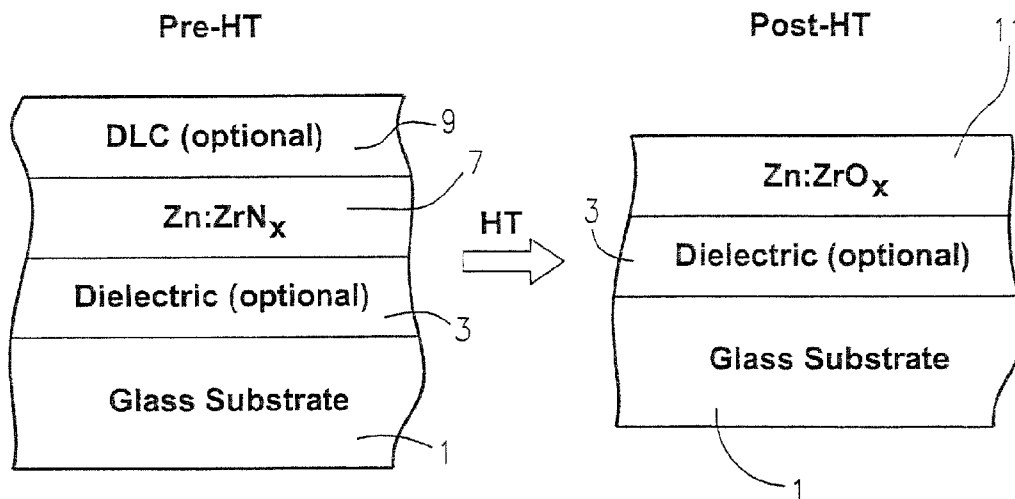 Pre-HT
Post-HT
11
DLC (optional)
9
7
Zn:ZrNx
Zn:ZrOx
HT
3
Dielectric (optional)
Dielectric (optional)
3
Glass Substrate
Glass Substrate
1
1